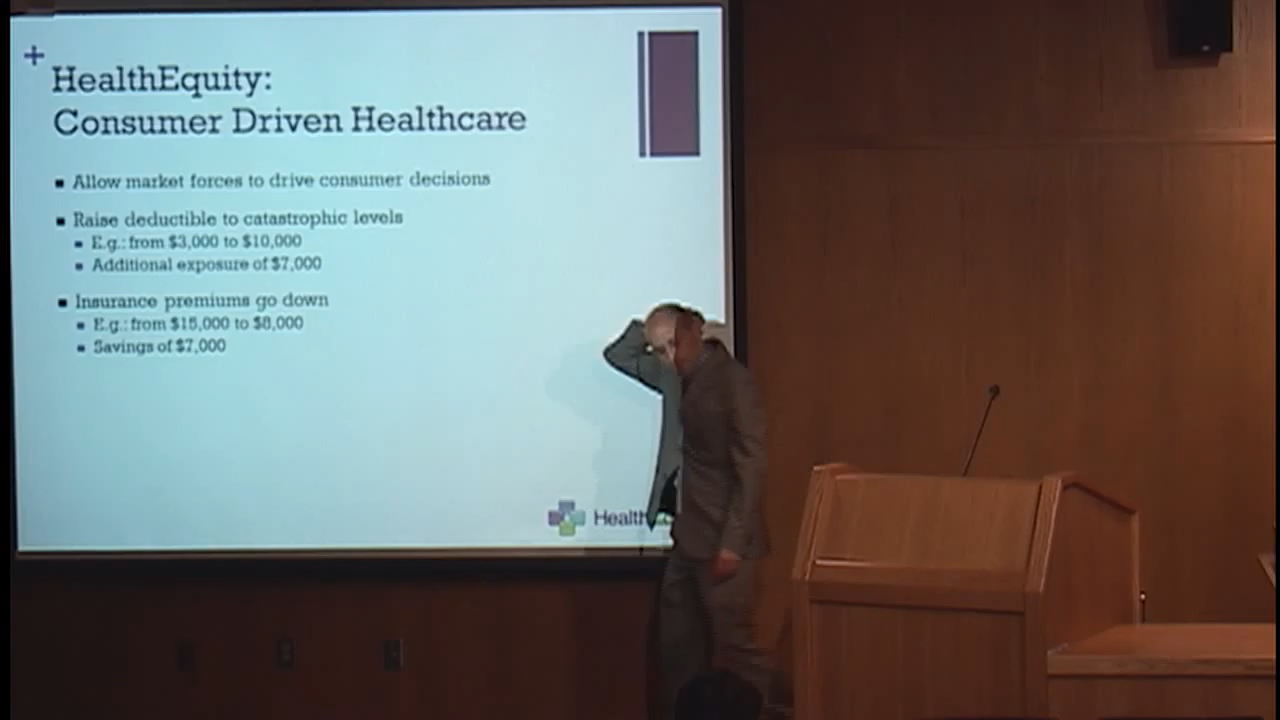 +
HealthEquity:
Consumer Driven Healthcare
Allow market forces to drive consumer decisions
Raise deductible to catastrophic levels
E.g.: from $3,000 to $10,000
Additional exposure of $7,000
Insurance premiums go down
E.g.: from $15,000 to $8,000
Savings of $7,000
Health